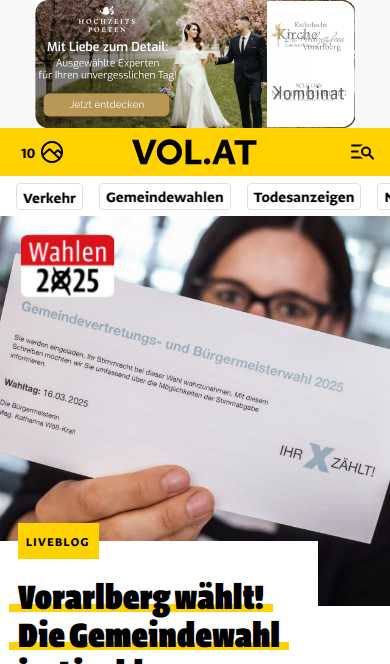 HOCHZEITS
POETEN
Mit Liebe zum Detail:
Ausgewählte Experten
für Ihren unvergesslichen Tag!
Jetzt entdecken
Katholische
Kirche
Vorarlberg
kombinat
10
VOL.AT
Verkehr
Gemeindewahlen
Todesanzeigen
Wahlen
2025
Gemeindevertretungs- und Bürgermeisterwahl 2025
Sie werden eingeladen, Ihr Stimmrecht bei dieser Wahl wahrzunehmen. Mit diesem
Schreiben möchten wir Sie umfassend über die Möglichkeiten der Stimmabgabe
informieren.
Wahltag: 16.03.2025
Die Bürgermeisterin
Mag. Katharina Wöß-Krall
IHR X ZÄHLT!
LIVEBLOG
Vorarlberg wählt!
Die Gemeindewahl